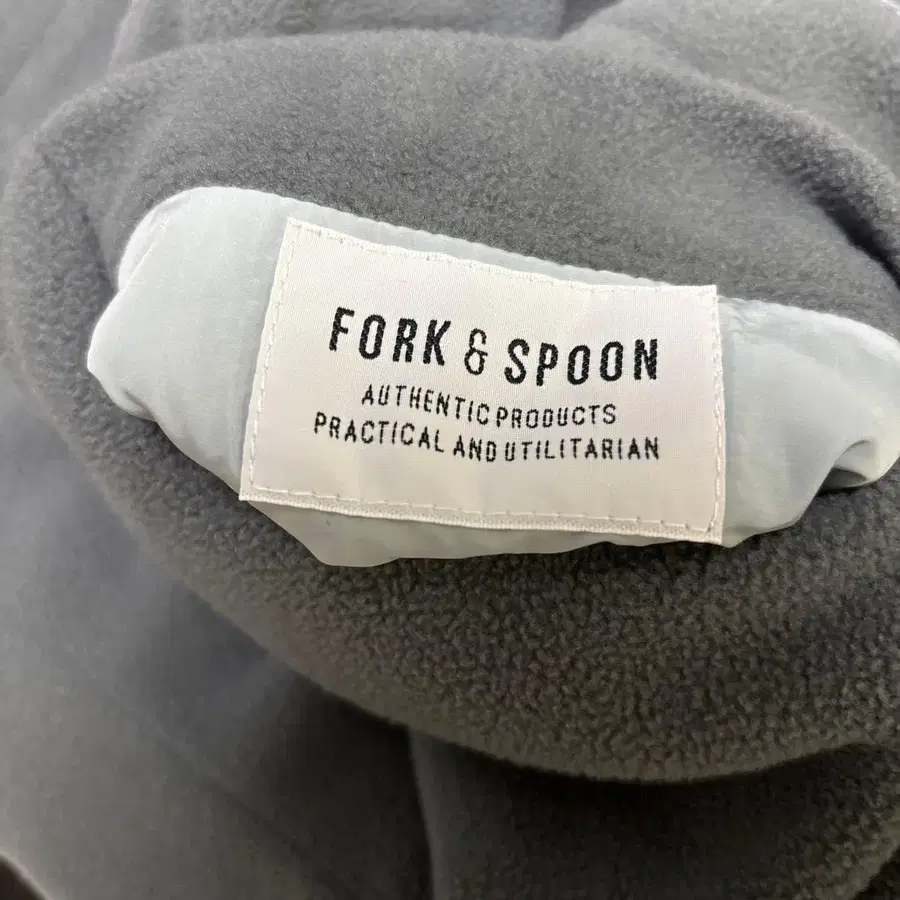 FORK & SPOON
AUTHENTIC PRODUCTS
PRACTICAL AND UTILITARIAN